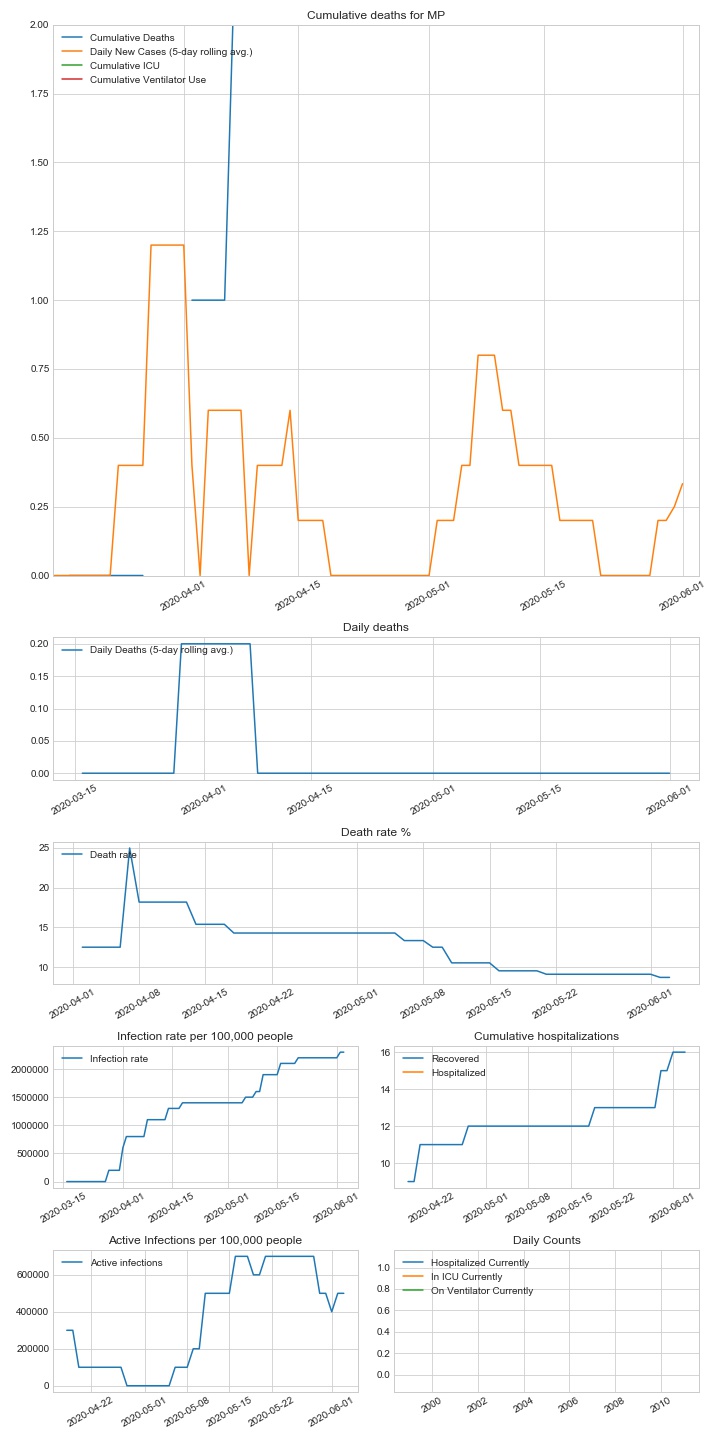 Cumulative deaths for MP
Cumulative Deaths
Daily New Cases (5-day rolling avg.)
Cumulative ICU
Cumulative Ventilator Use
2.00
1.75
1.50
1.25
1.00
0.75
0.50
0.25
0.00
2020-04-01 2020-04-15 2020-05-01 2020-05-15 2020-06-01
Daily deaths
Daily Deaths (5-day rolling avg.)
0.20
0.15
0.10
0.05
0.00
2020-03-15 2020-04-01 2020-04-15 2020-05-01 2020-05-15 2020-06-01
Death rate %
Death rate
25
20
15
10
2020-04-01 2020-04-08 2020-04-15 2020-04-22 2020-05-01 2020-05-08 2020-05-15 2020-05-22 2020-06-01
Infection rate per 100,000 people
Infection rate
2000000
1500000
1000000
500000
0
2020-03-15 2020-04-01 2020-04-15 2020-05-01 2020-05-15 2020-06-01
Cumulative hospitalizations
Recovered
Hospitalized
16
14
12
10
2020-04-22 2020-05-01 2020-05-08 2020-05-15 2020-05-22 2020-06-01
Active Infections per 100,000 people
Active infections
600000
400000
200000
0
2020-04-22 2020-05-01 2020-05-08 2020-05-15 2020-05-22 2020-06-01
Daily Counts
Hospitalized Currently
In ICU Currently
On Ventilator Currently
1.0
0.8
0.6
0.4
0.2
0.0
2000 2002 2004 2006 2008 2010